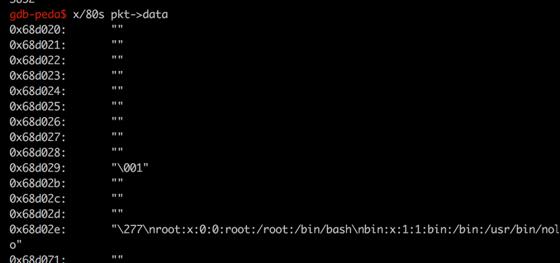 gdb-peda$ x/80s pkt->data
0x68d020: ""
0x68d021: ""
0x68d022: ""
0x68d023: ""
0x68d024: ""
0x68d025: ""
0x68d026: ""
0x68d027: ""
0x68d028: ""
0x68d029: "\001"
0x68d02b: ""
0x68d02c: ""
0x68d02d: ""
0x68d02e: "\277\nroot:x:0:0:root:/root:/bin/bash\nbin:x:1:1:bin:/bin:/usr/bin/nol
o"
0x68d071: ""